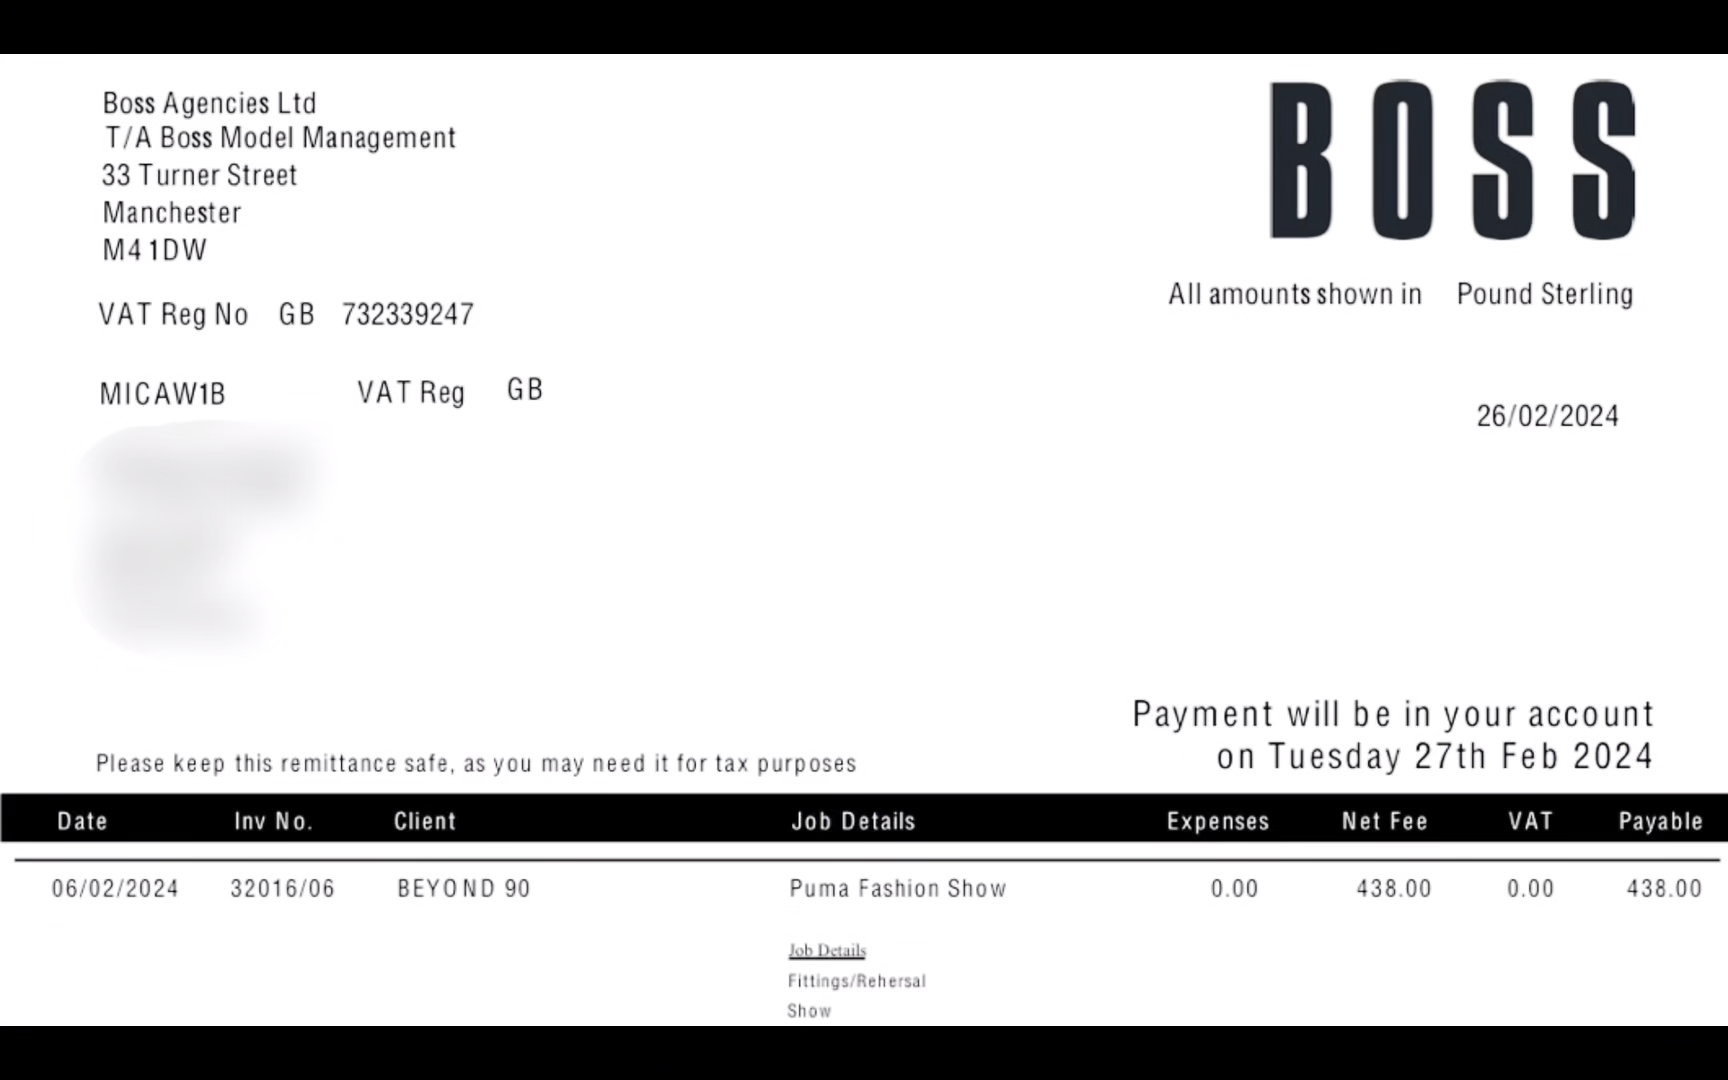 Boss Agencies Ltd
T/A Boss Model Management
33 Turner Street
Manchester
M4 1DW
BOSS
All amounts shown in Pound Sterling
VAT Reg No GB 732339247
MICAW1B VAT Reg GB
26/02/2024
Payment will be in your account
on Tuesday 27th Feb 2024
Please keep this remittance safe, as you may need it for tax purposes
Date Inv No. Client Job Details Expenses Net Fee VAT Payable
06/02/2024 32016/06 BEYOND 90 Puma Fashion Show 0.00 438.00 0.00 438.00
Job Details
Fittings/Rehersal
Show